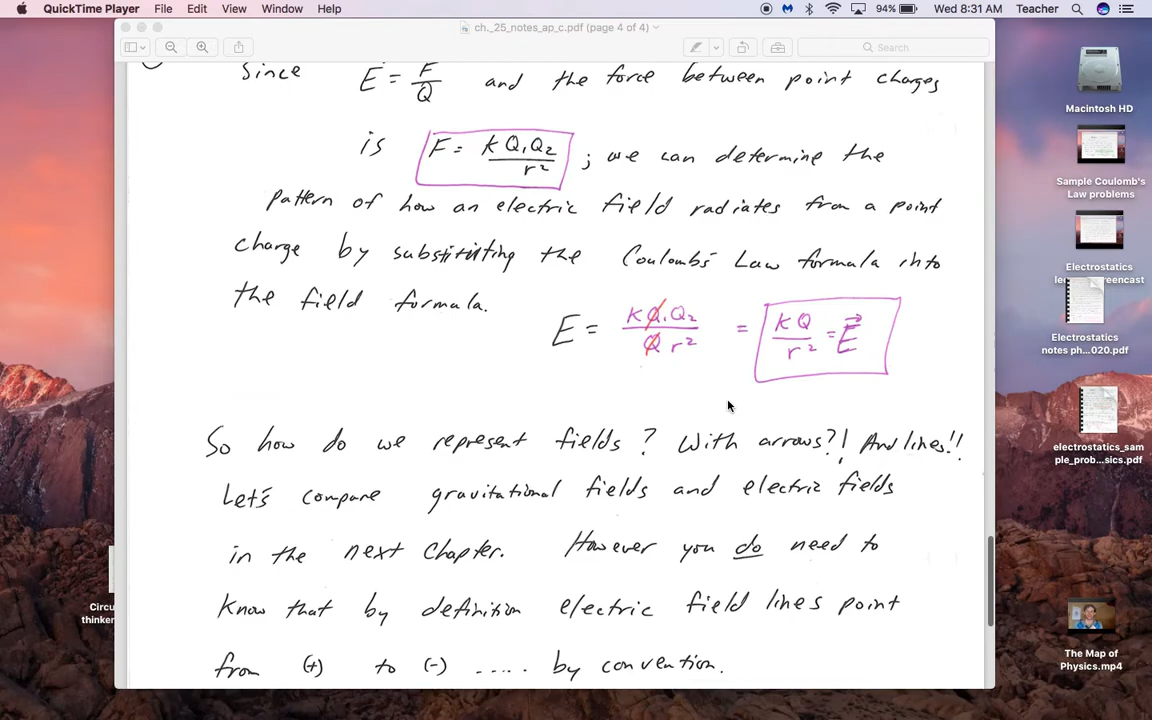 QuickTime Player File Edit View Window Help 94% Wed 8:31 AM Teacher
ch._25_notes_ap_c.pdf (page 4 of 4)
Search
Since E = F/Q and the force between point charges
is F = kQ₁Q₂/r² ; we can determine the
pattern of how an electric field radiates from a point
charge by substituting the Coulomb's Law formula into
the field formula.
E = kQ₁Q₂/Qr² = kQ/r² = E⃗
So how do we represent fields? With arrows?! And lines!!
Let's compare gravitational fields and electric fields
in the next chapter. However you do need to
know that by definition electric field lines point
from (+) to (-) ..... by convention.
Macintosh HD
Sample Coulomb's
Law problems
Electrostatics
le...eencast
Electrostatics
notes ph...020.pdf
electrostatics_sam
ple_prob...sics.pdf
Circu
thinker
The Map of
Physics.mp4